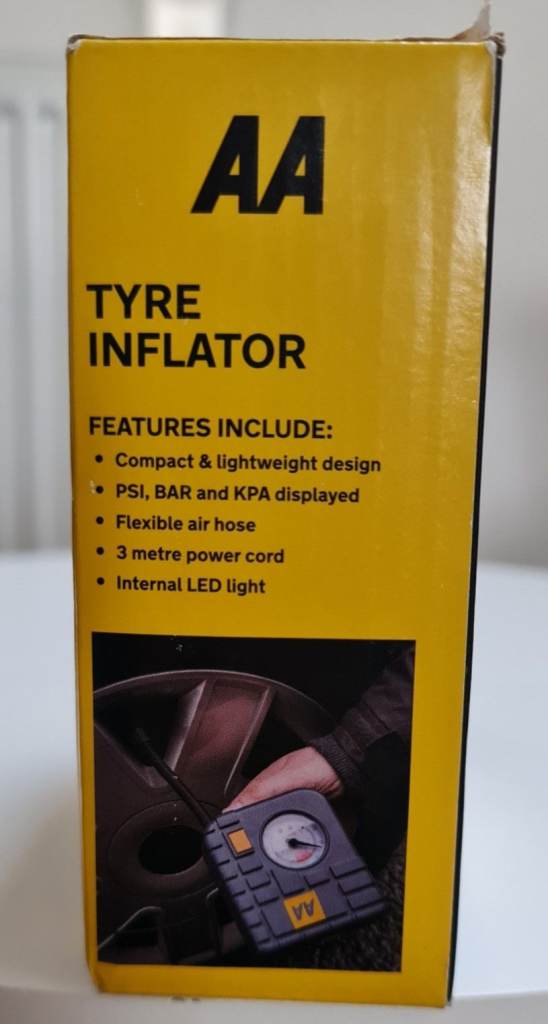 AA
TYRE
INFLATOR
FEATURES INCLUDE:
• Compact & lightweight design
• PSI, BAR and KPA displayed
• Flexible air hose
• 3 metre power cord
• Internal LED light
AA